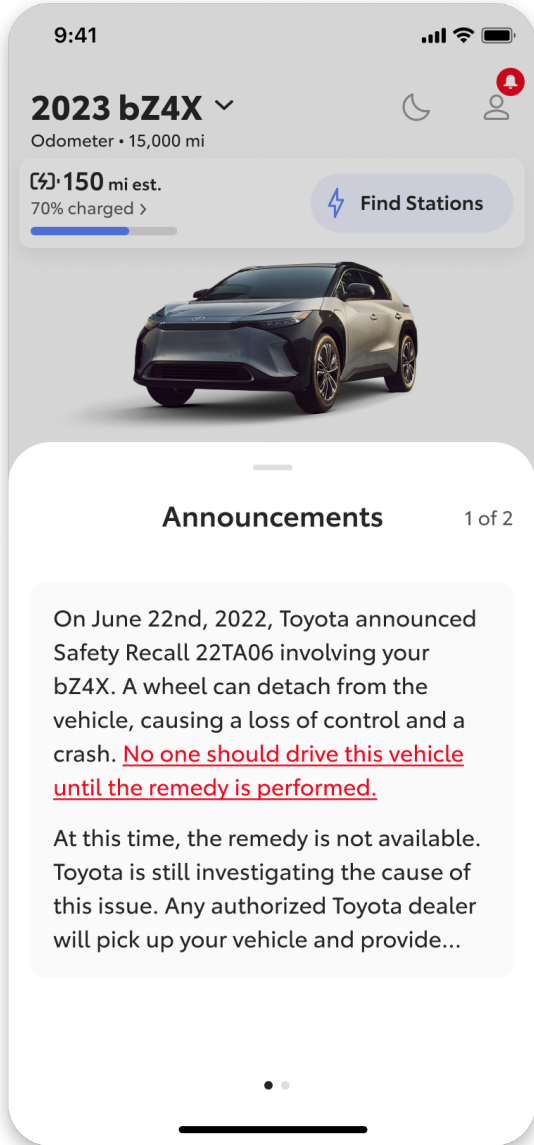 9:41
2023 bZ4X
Odometer • 15,000 mi
150 mi est.
70% charged >
Find Stations
Announcements
1 of 2
On June 22nd, 2022, Toyota announced
Safety Recall 22TA06 involving your
bZ4X. A wheel can detach from the
vehicle, causing a loss of control and a
crash. No one should drive this vehicle
until the remedy is performed.
At this time, the remedy is not available.
Toyota is still investigating the cause of
this issue. Any authorized Toyota dealer
will pick up your vehicle and provide...